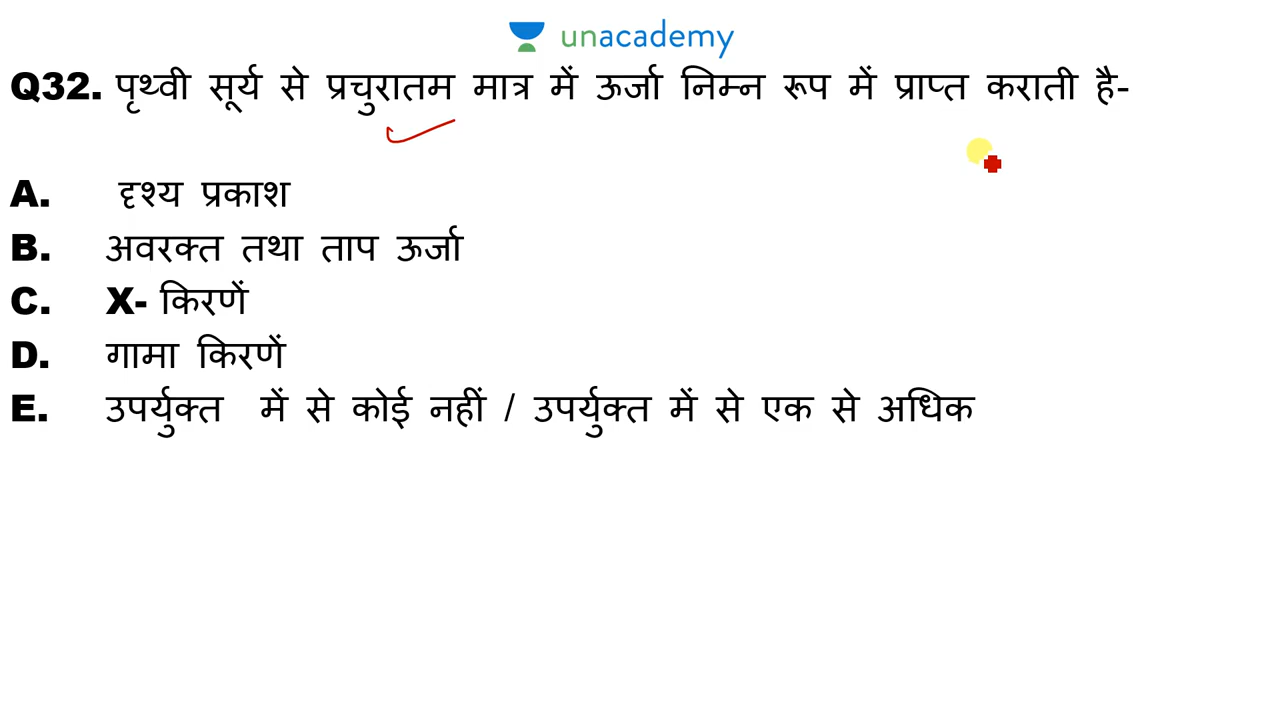 unacademy
Q32. पृथ्वी सूर्य से प्रचुरातम मात्र में ऊर्जा निम्न रूप में प्राप्त कराती है-
A. दृश्य प्रकाश
B. अवरक्त तथा ताप ऊर्जा
C. X- किरणें
D. गामा किरणें
E. उपर्युक्त में से कोई नहीं / उपर्युक्त में से एक से अधिक